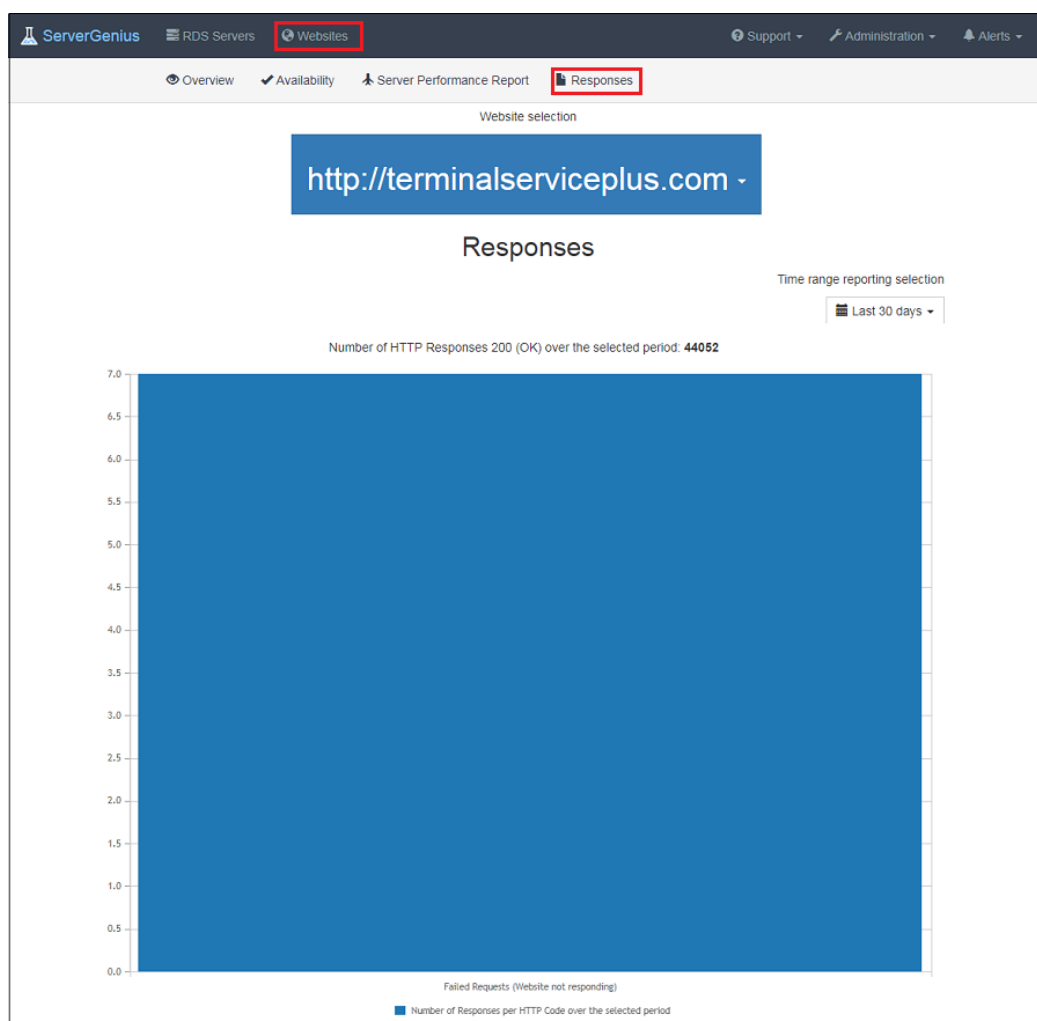 ServerGenius RDS Servers Websites Support Administration Alerts
Overview Availability Server Performance Report Responses
Website selection
http://terminalserviceplus.com
Responses
Time range reporting selection
Last 30 days
Number of HTTP Responses 200 (OK) over the selected period: 44052
7.0
6.5
6.0
5.5
5.0
4.5
4.0
3.5
3.0
2.5
2.0
1.5
1.0
0.5
0.0
Failed Requests (Website not responding)
Number of Responses per HTTP Code over the selected period